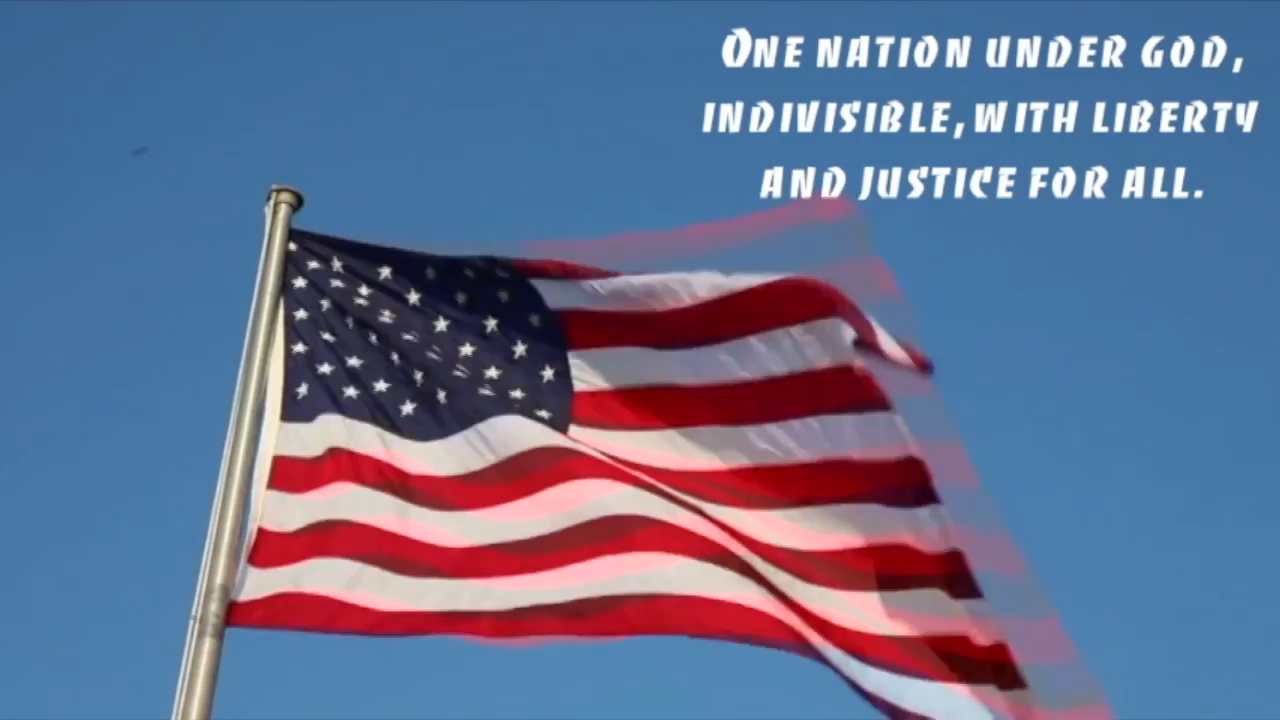 One nation under god,
indivisible, with liberty
and justice for all.